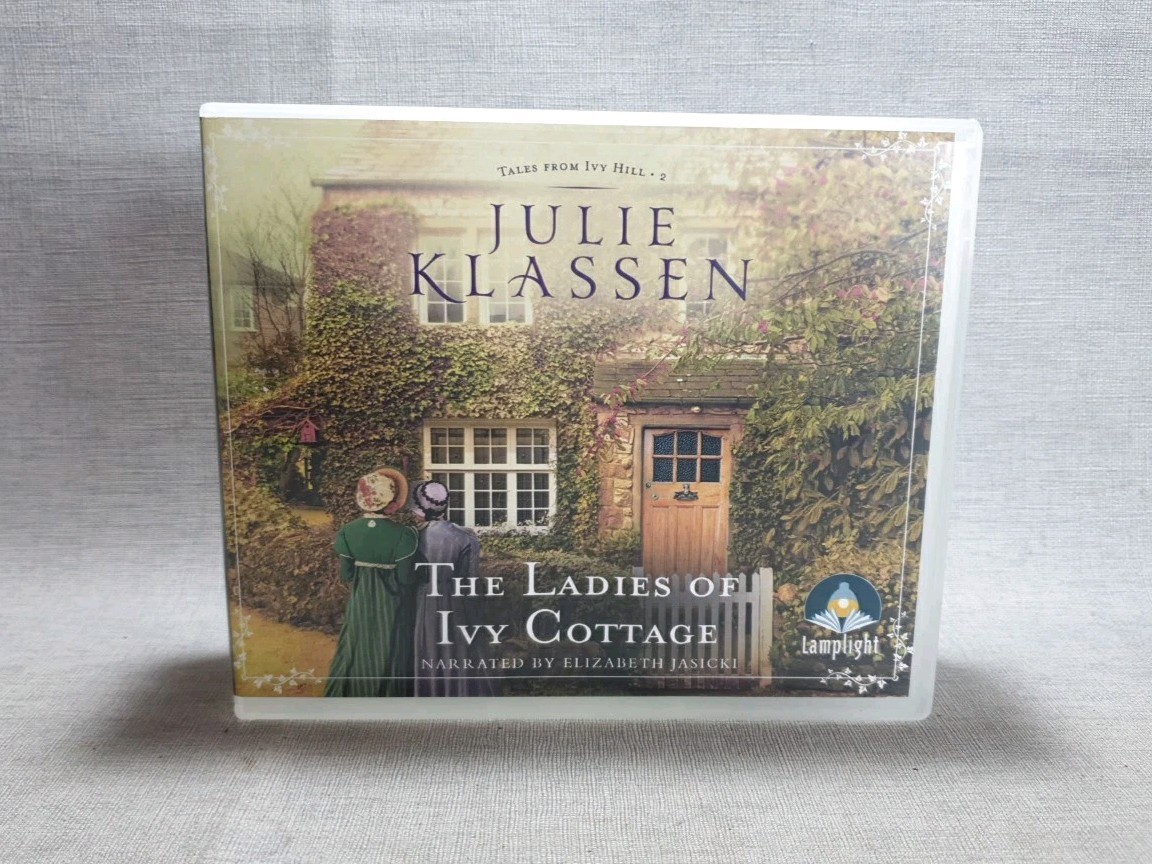 TALES FROM IVY HILL • 2
JULIE
KLASSEN
THE LADIES OF
IVY COTTAGE
NARRATED BY ELIZABETH JASICKI
Lamplight